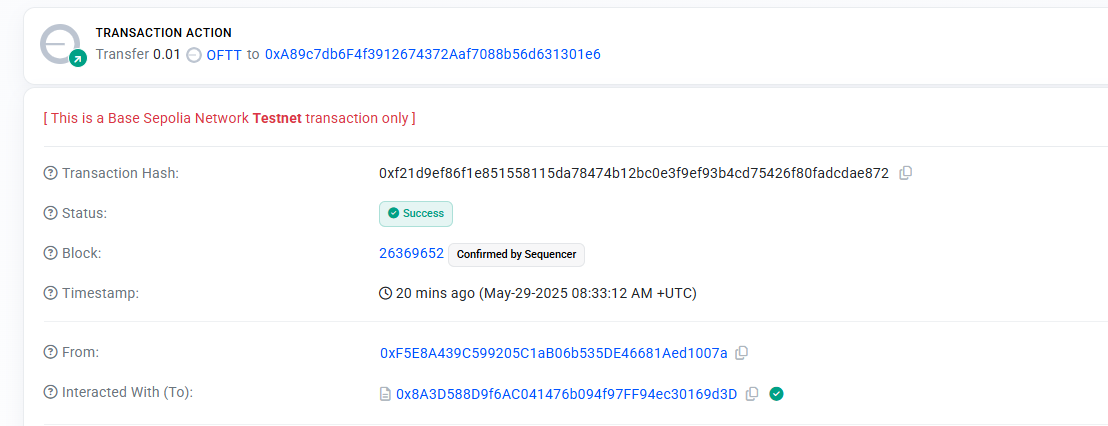 TRANSACTION ACTION
Transfer 0.01 OFTT to 0xA89c7db6F4f3912674372Aaf7088b56d631301e6
[ This is a Base Sepolia Network Testnet transaction only ]
Transaction Hash: 0xf21d9ef86f1e851558115da78474b12bc0e3f9ef93b4cd75426f80fadcdae872
Status: Success
Block: 26369652 Confirmed by Sequencer
Timestamp: 20 mins ago (May-29-2025 08:33:12 AM +UTC)
From: 0xF5E8A439C599205C1aB06b535DE46681Aed1007a
Interacted With (To): 0x8A3D588D9f6AC041476b094f97FF94ec30169d3D